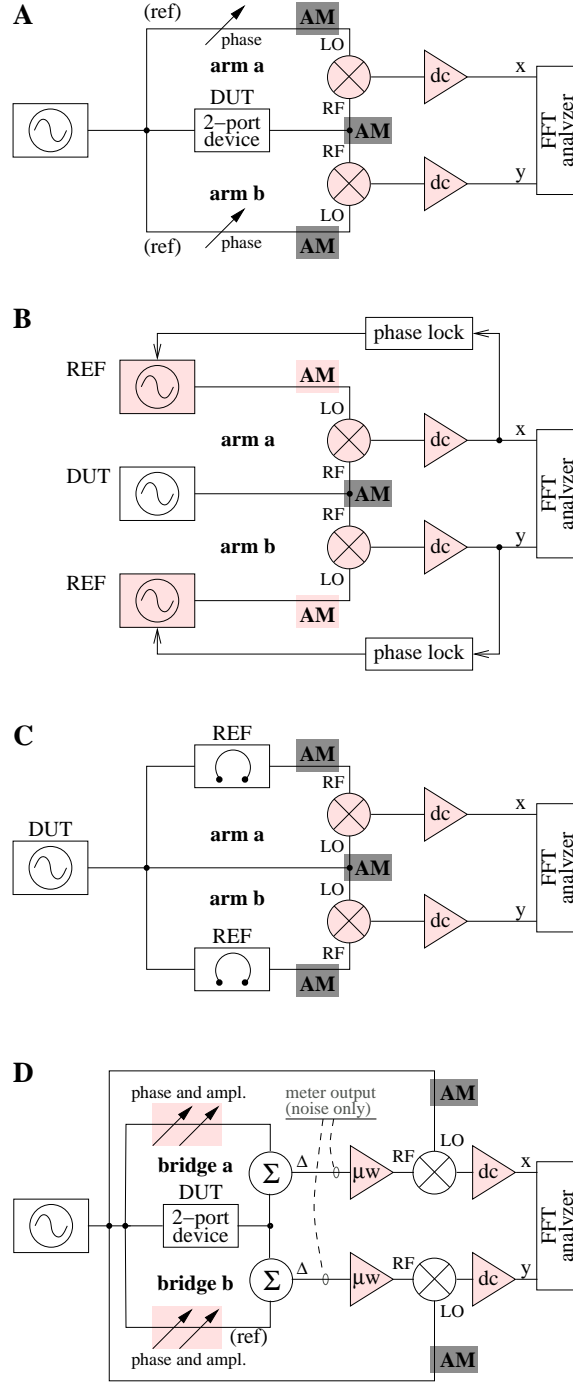 A
(ref)
phase
AM
LO
arm a
DUT
2−port
device
RF
AM
RF
arm b
LO
(ref)
phase
AM
dc
x
dc
y
FFT
analyzer
B
phase lock
REF
AM
LO
arm a
dc
x
DUT
RF
AM
RF
arm b
dc
y
LO
REF
AM
phase lock
FFT
analyzer
C
REF
AM
RF
arm a
dc
x
DUT
LO
AM
LO
arm b
dc
y
REF
RF
AM
FFT
analyzer
D
phase and ampl.
meter output
(noise only)
AM
bridge a
Σ
Δ
μw
RF
LO
dc
x
DUT
2−port
device
bridge b
Σ
Δ
μw
RF
LO
dc
y
(ref)
phase and ampl.
AM
FFT
analyzer